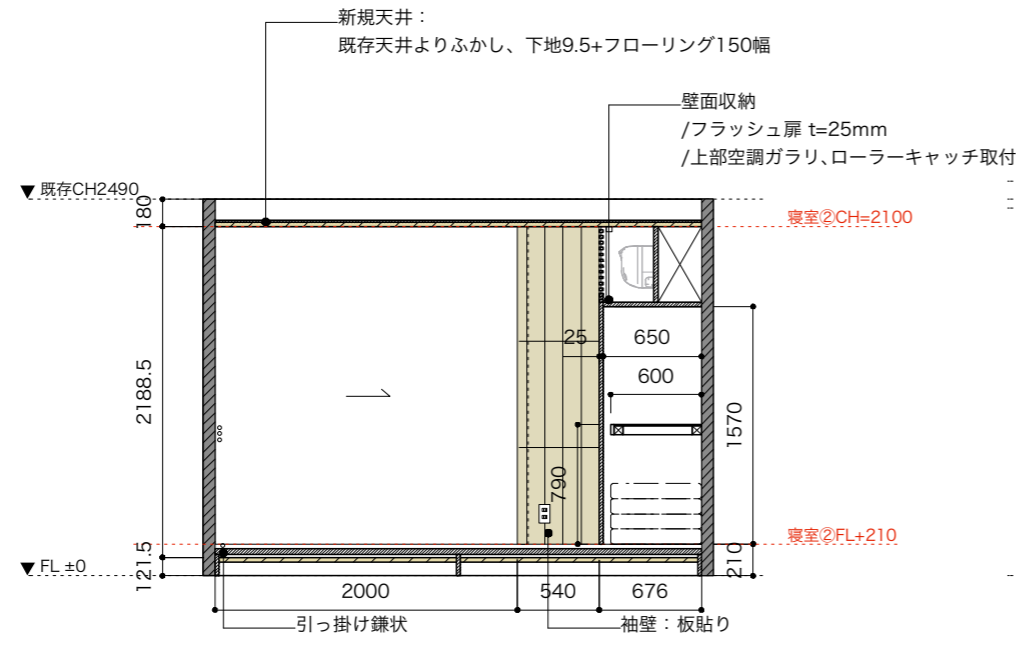 新規天井：
既存天井よりふかし、下地9.5+フローリング150幅
壁面収納
/フラッシュ扉 t=25mm
/上部空調ガラリ､ローラーキャッチ取付
▼ 既存CH2490
180
寝室②CH=2100
25
650
600
2188.5
1570
790
寝室②FL+210
▼ FL ±0
121.5
210
2000
540
676
引っ掛け鎌状
袖壁：板貼り